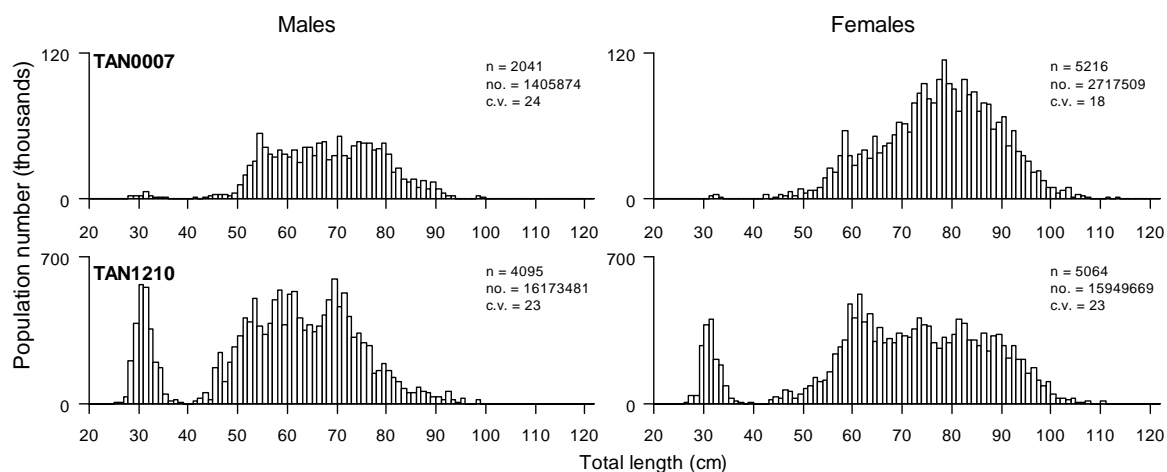 Males Females
120 TAN0007 n = 2041 n = 5216
no. = 1405874 no. = 2717509
c.v. = 24 c.v. = 18
0 0
20 30 40 50 60 70 80 90 100 110 120 20 30 40 50 60 70 80 90 100 110 120
Population number (thousands)
700 TAN1210 n = 4095 700 n = 5064
no. = 16173481 no. = 15949669
c.v. = 23 c.v. = 23
0 0
20 30 40 50 60 70 80 90 100 110 120 20 30 40 50 60 70 80 90 100 110 120
Total length (cm)